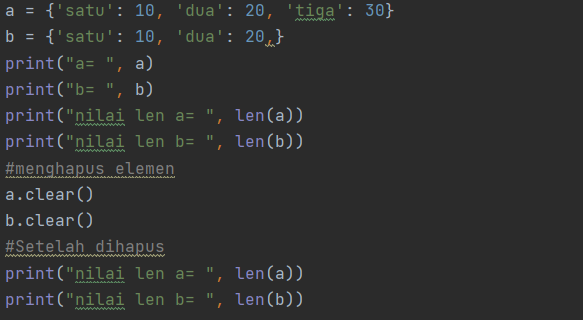 a = {'satu': 10, 'dua': 20, 'tiga': 30}
b = {'satu': 10, 'dua': 20,}
print("a= ", a)
print("b= ", b)
print("nilai len a= ", len(a))
print("nilai len b= ", len(b))
#menghapus elemen
a.clear()
b.clear()
#Setelah dihapus
print("nilai len a= ", len(a))
print("nilai len b= ", len(b))